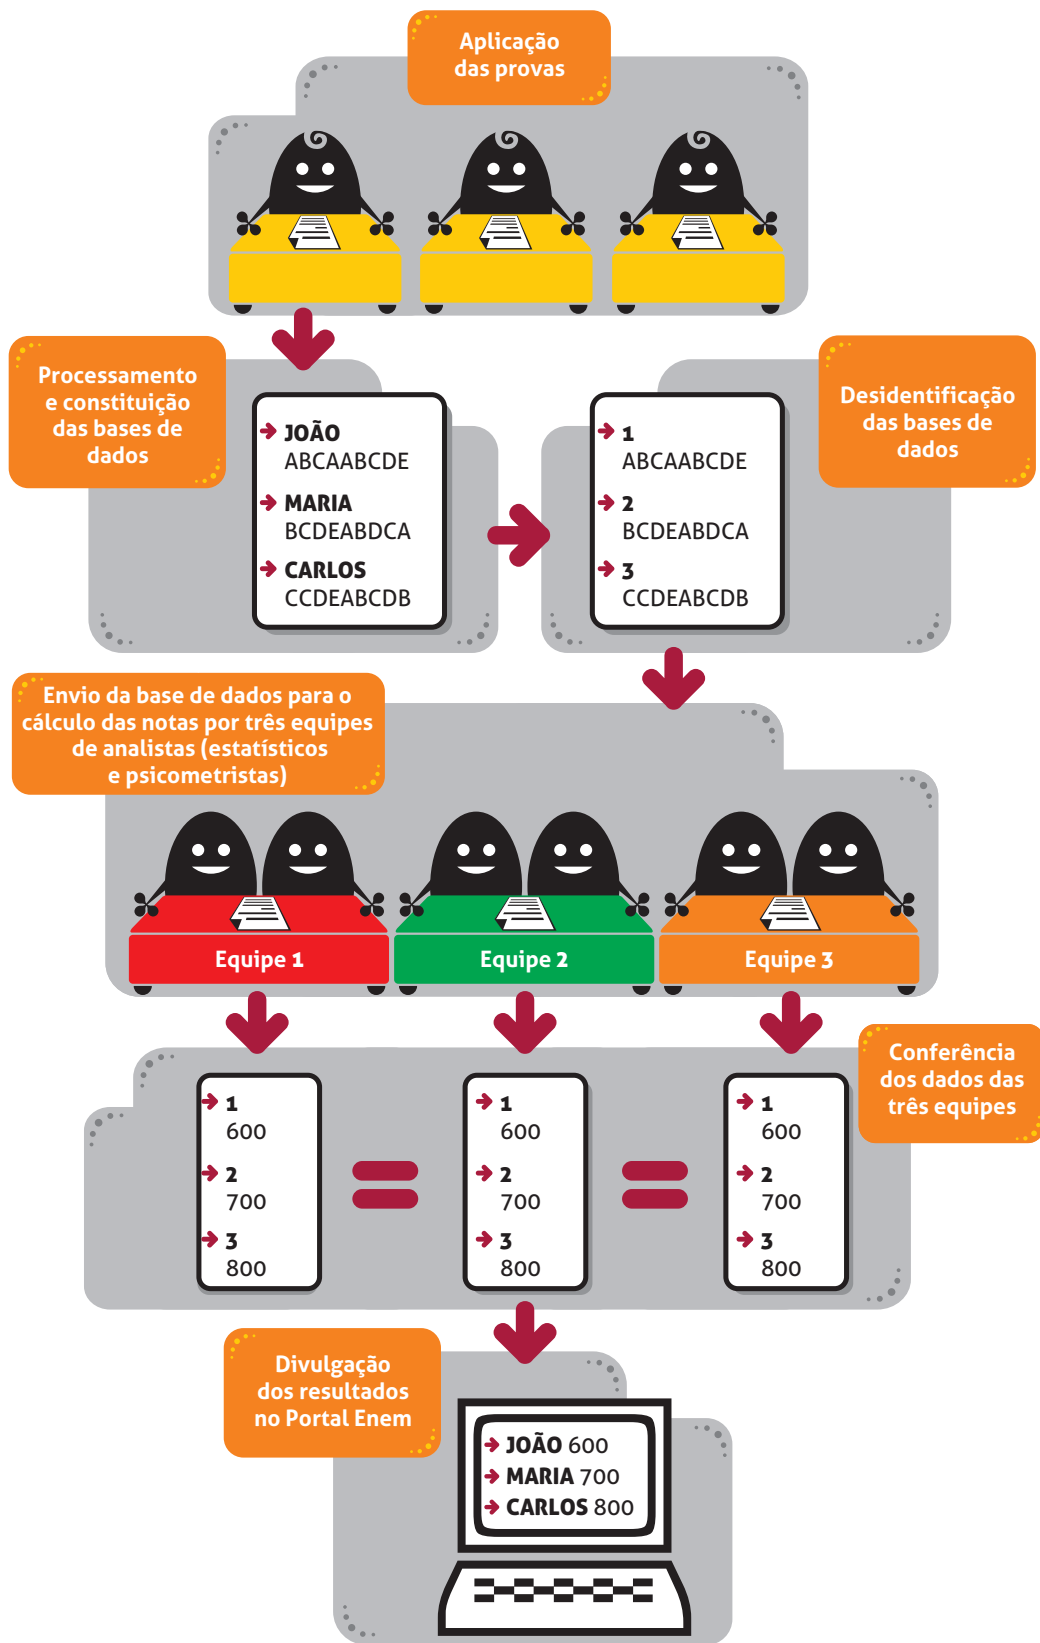 Aplicação
das provas
Processamento
e constituição
das bases de
dados
JOÃO
ABCAABCDE
MARIA
BCDEABDCA
CARLOS
CCDEABCDB
1
ABCAABCDE
2
BCDEABDCA
3
CCDEABCDB
Desidentificação
das bases de
dados
Envio da base de dados para o
cálculo das notas por três equipes
de analistas (estatísticos
e psicometristas)
Equipe 1
Equipe 2
Equipe 3
Conferência
dos dados das
três equipes
1
600
2
700
3
800
1
600
2
700
3
800
1
600
2
700
3
800
Divulgação
dos resultados
no Portal Enem
JOÃO 600
MARIA 700
CARLOS 800